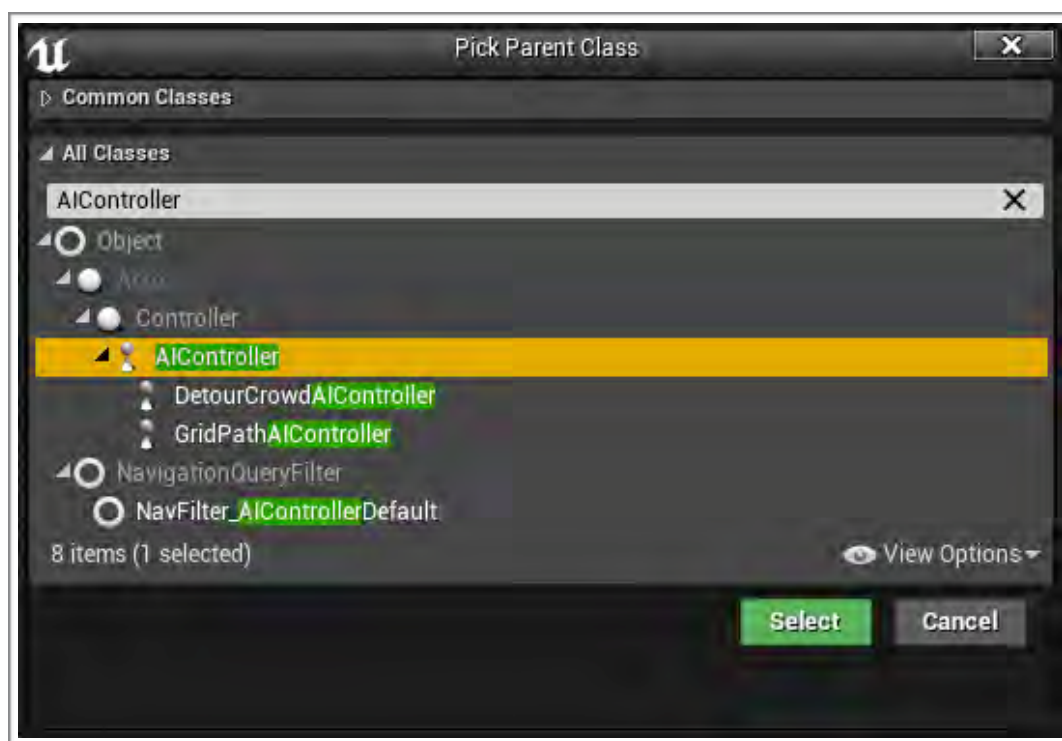 Pick Parent Class
Common Classes
All Classes
AIController
Object
Actor
Controller
AIController
DetourCrowdAIController
GridPathAIController
NavigationQueryFilter
NavFilter_AIControllerDefault
8 items (1 selected)
View Options
Select Cancel